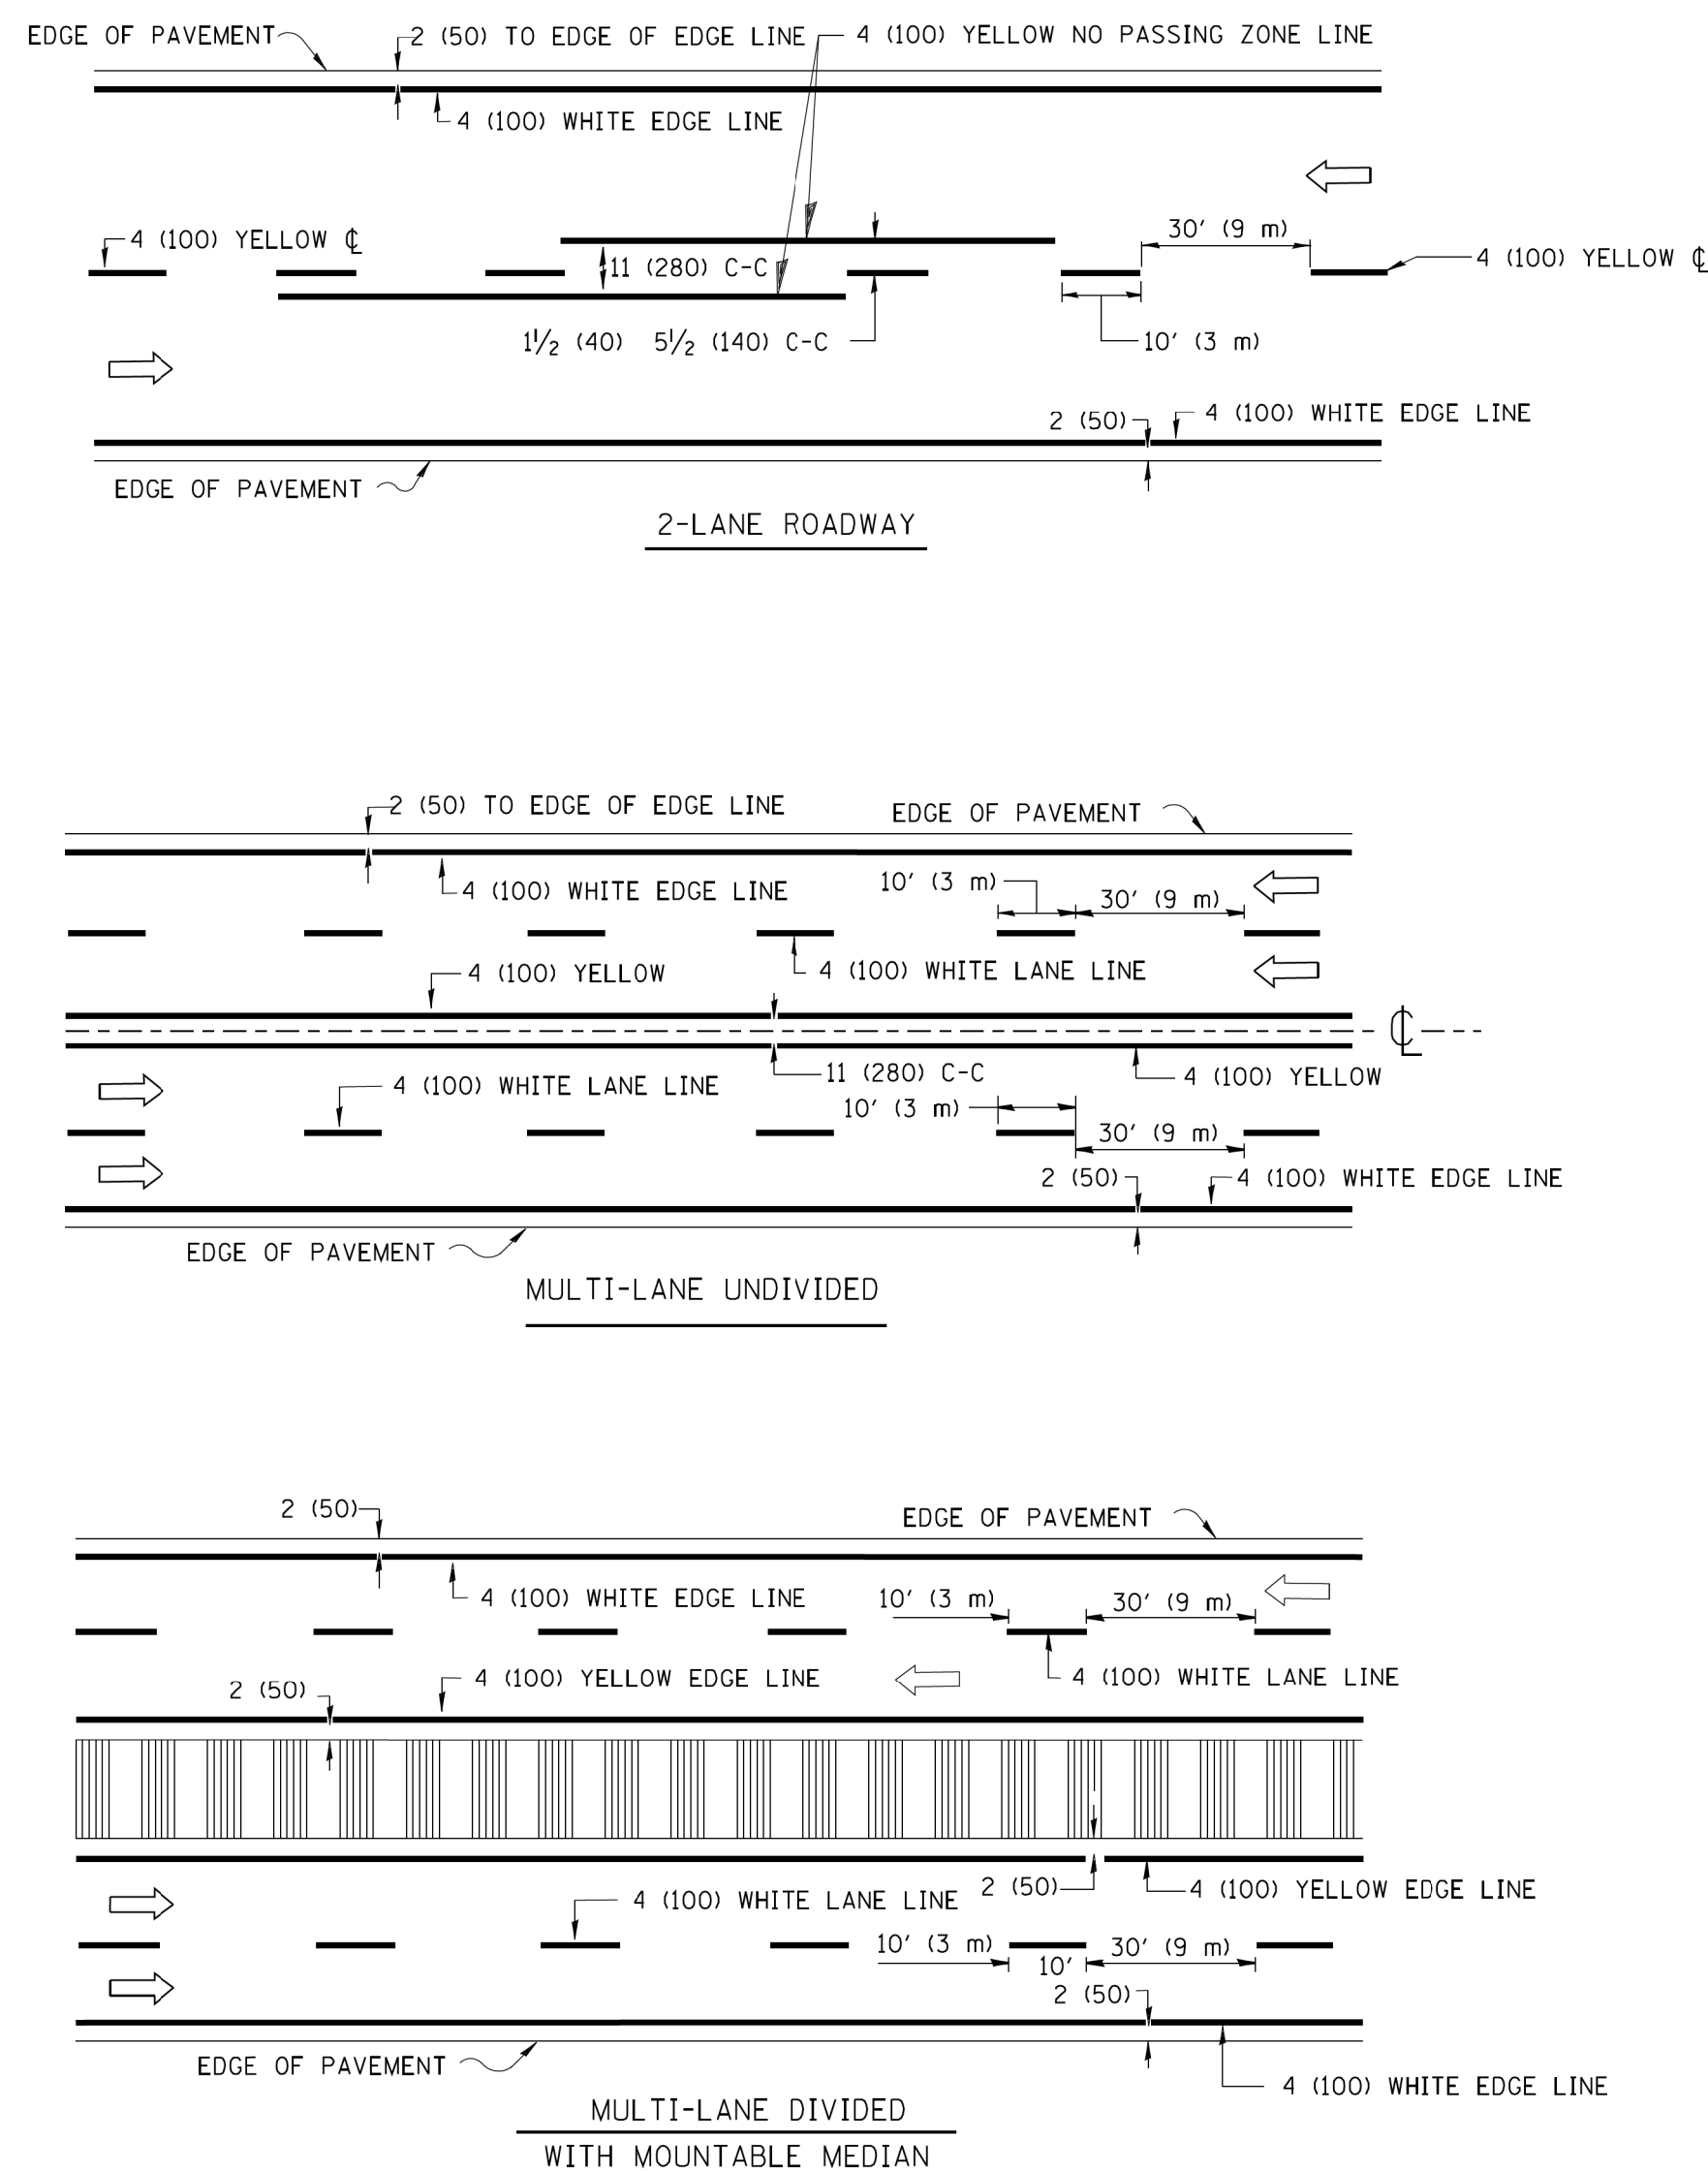 EDGE OF PAVEMENT
2 (50) TO EDGE OF EDGE LINE
4 (100) YELLOW NO PASSING ZONE LINE
4 (100) WHITE EDGE LINE
4 (100) YELLOW ℄
11 (280) C-C
30' (9 m)
4 (100) YELLOW ℄
1½ (40) 5½ (140) C-C
10' (3 m)
2 (50)
4 (100) WHITE EDGE LINE
EDGE OF PAVEMENT
2-LANE ROADWAY
2 (50) TO EDGE OF EDGE LINE
EDGE OF PAVEMENT
4 (100) WHITE EDGE LINE
10' (3 m)
30' (9 m)
4 (100) YELLOW
4 (100) WHITE LANE LINE
℄
11 (280) C-C
4 (100) YELLOW
4 (100) WHITE LANE LINE
10' (3 m)
30' (9 m)
2 (50)
4 (100) WHITE EDGE LINE
EDGE OF PAVEMENT
MULTI-LANE UNDIVIDED
2 (50)
EDGE OF PAVEMENT
4 (100) WHITE EDGE LINE
10' (3 m)
30' (9 m)
4 (100) YELLOW EDGE LINE
4 (100) WHITE LANE LINE
2 (50)
2 (50)
4 (100) YELLOW EDGE LINE
4 (100) WHITE LANE LINE
10' (3 m)
10'
30' (9 m)
2 (50)
EDGE OF PAVEMENT
4 (100) WHITE EDGE LINE
MULTI-LANE DIVIDED
WITH MOUNTABLE MEDIAN